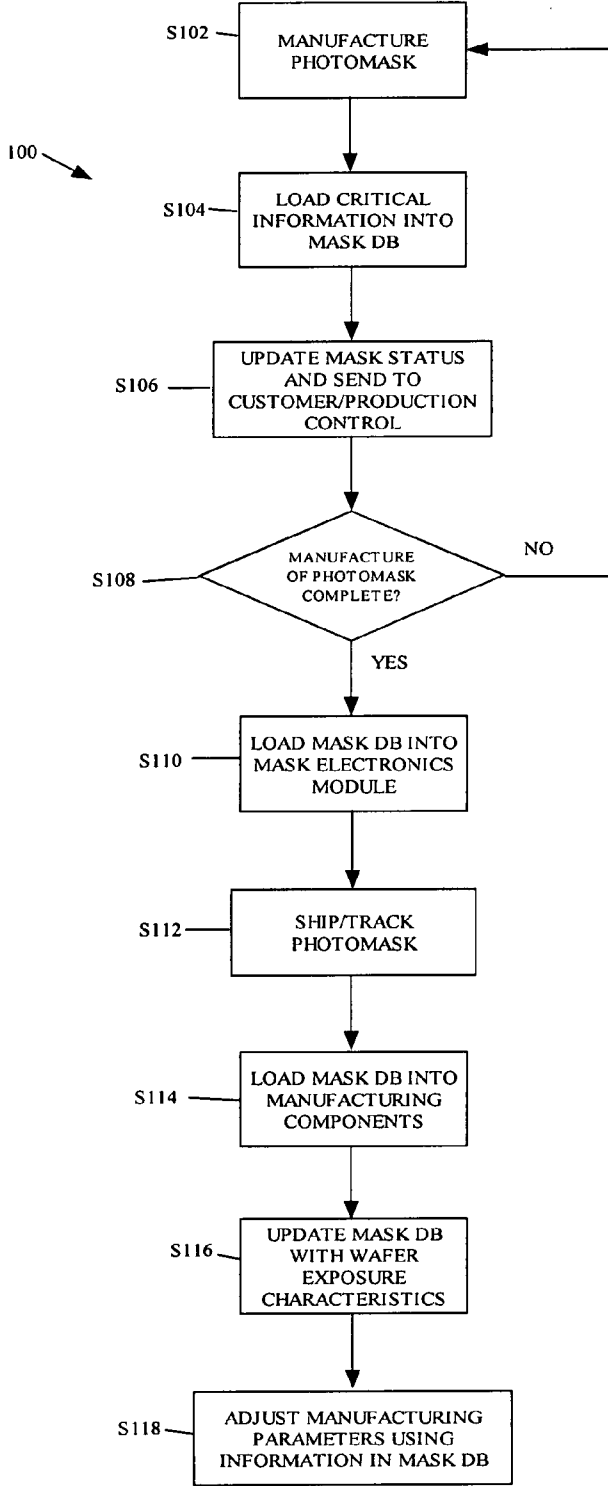 S102
MANUFACTURE
PHOTOMASK
100
S104
LOAD CRITICAL
INFORMATION INTO
MASK DB
S106
UPDATE MASK STATUS
AND SEND TO
CUSTOMER/PRODUCTION
CONTROL
S108
MANUFACTURE
OF PHOTOMASK
COMPLETE?
NO
YES
S110
LOAD MASK DB INTO
MASK ELECTRONICS
MODULE
S112
SHIP/TRACK
PHOTOMASK
S114
LOAD MASK DB INTO
MANUFACTURING
COMPONENTS
S116
UPDATE MASK DB
WITH WAFER
EXPOSURE
CHARACTERISTICS
S118
ADJUST MANUFACTURING
PARAMETERS USING
INFORMATION IN MASK DB